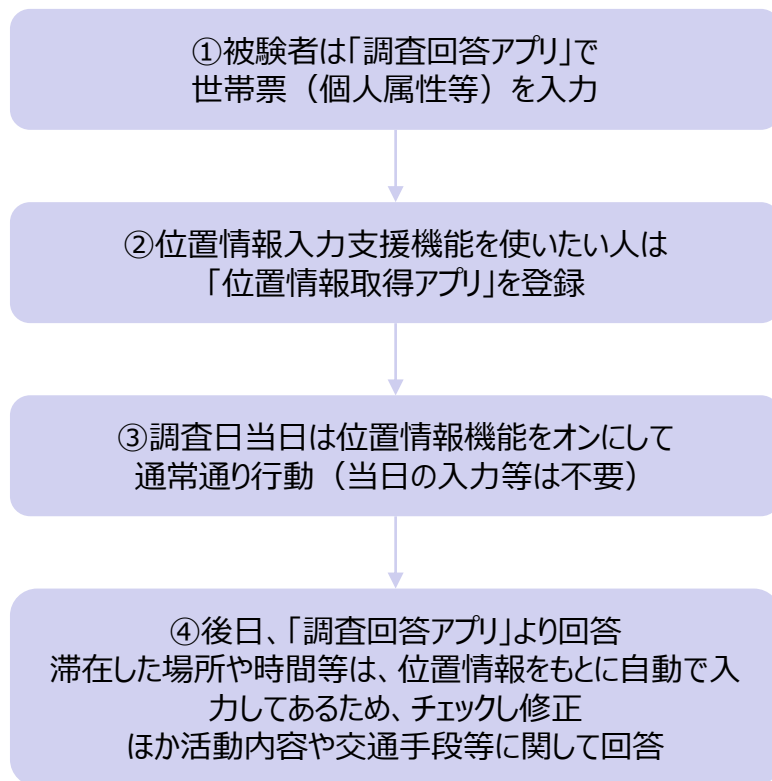 ①被験者は「調査回答アプリ」で
世帯票（個人属性等）を入力
②位置情報入力支援機能を使いたい人は
「位置情報取得アプリ」を登録
③調査日当日は位置情報機能をオンにして
通常通り行動（当日の入力等は不要）
④後日、「調査回答アプリ」より回答
滞在した場所や時間等は、位置情報をもとに自動で入
力してあるため、チェックし修正
ほか活動内容や交通手段等に関して回答